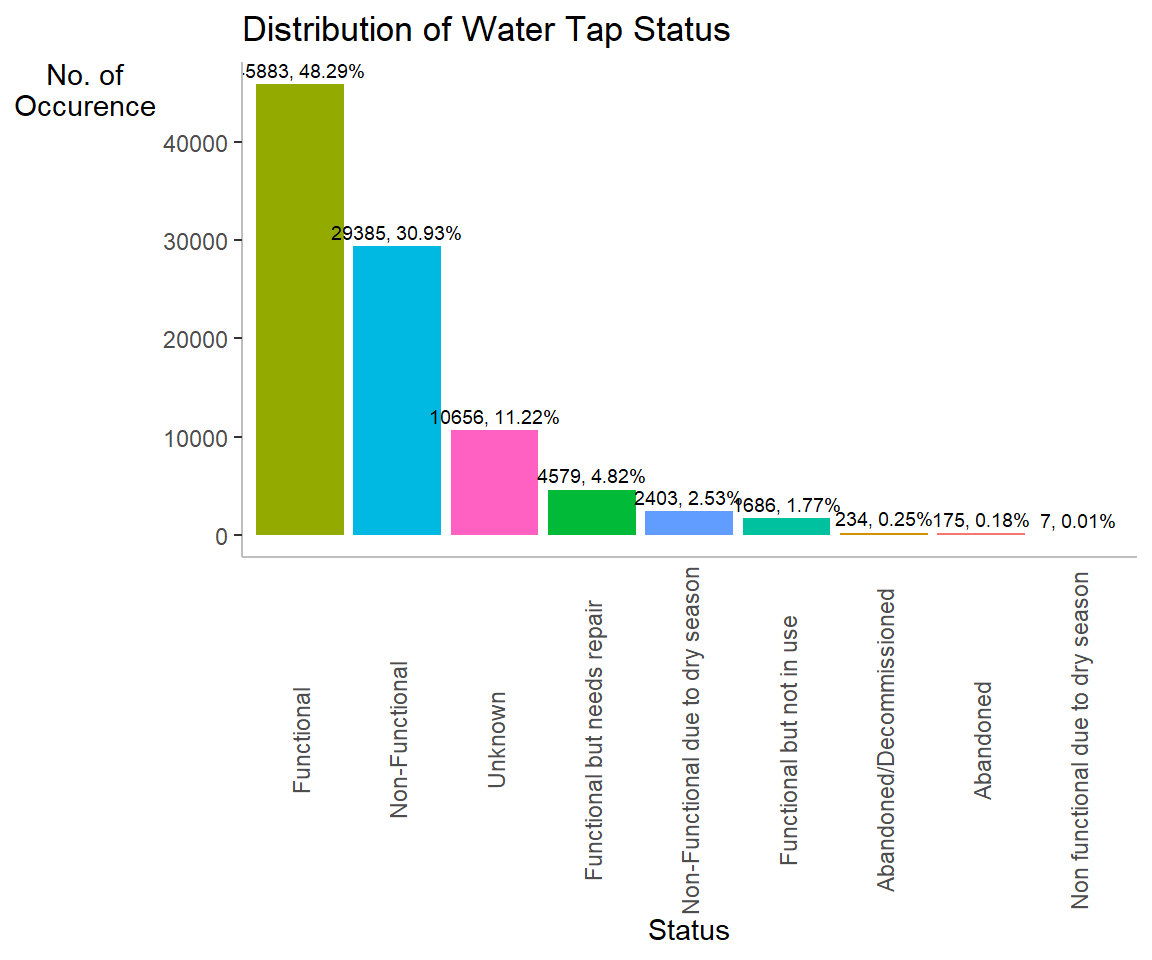 Distribution of Water Tap Status
No. of
Occurence
5883, 48.29%
29385, 30.93%
10656, 11.22%
4579, 4.82%
2403, 2.53%
1686, 1.77%
234, 0.25%
175, 0.18%
7, 0.01%
40000
30000
20000
10000
0
Functional
Non-Functional
Unknown
Functional but needs repair
Non-Functional due to dry season
Functional but not in use
Abandoned/Decommissioned
Abandoned
Non functional due to dry season
Status